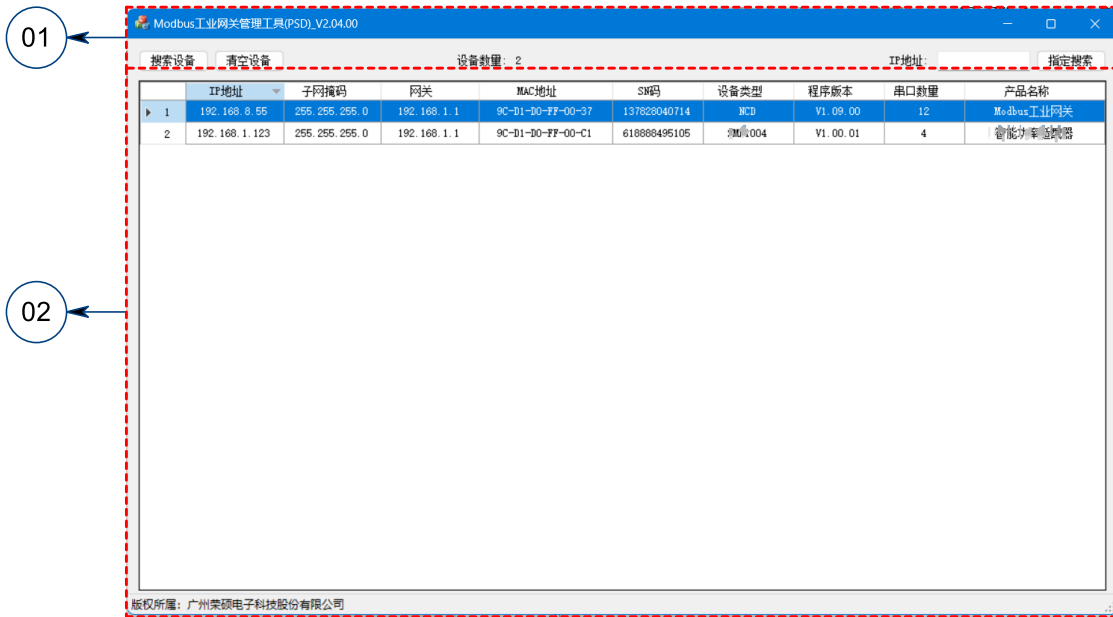 01
Modbus工业网关管理工具(PSD)_V2.04.00
搜索设备 清空设备 设备数量: 2 IP地址: 指定搜索
IP地址 子网掩码 网关 MAC地址 SN码 设备类型 程序版本 串口数量 产品名称
1 192.168.8.55 255.255.255.0 192.168.1.1 9C-D1-D0-FF-00-37 137828040714 NCD V1.09.00 12 Modbus工业网关
2 192.168.1.123 255.255.255.0 192.168.1.1 9C-D1-D0-FF-00-C1 618888495105 V1.00.01 4
02
版权所属: 广州荣硕电子科技股份有限公司